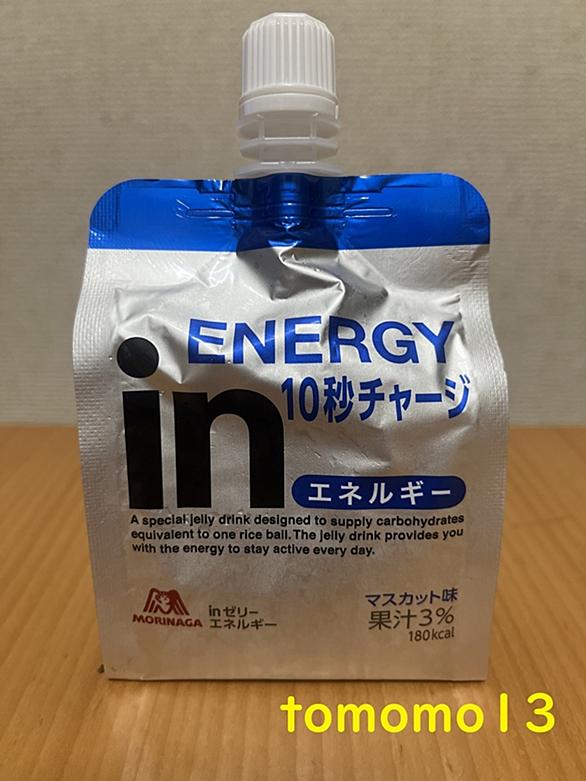 ENERGY
in
10秒チャージ
エネルギー
A special jelly drink designed to supply carbohydrates
equivalent to one rice ball. The jelly drink provides you
with the energy to stay active every day.
MORINAGA
inゼリー
エネルギー
マスカット味
果汁3%
180kcal
tomomo13